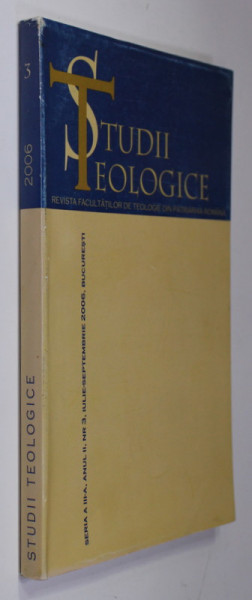 STUDII
TEOLOGICE
REVISTA FACULTĂȚILOR DE TEOLOGIE DIN PATRIARHIA ROMÂNĂ
SERIA A III-A, ANUL II, NR 3, IULIE-SEPTEMBRIE 2006, BUCUREȘTI
STUDII TEOLOGICE
2006
3